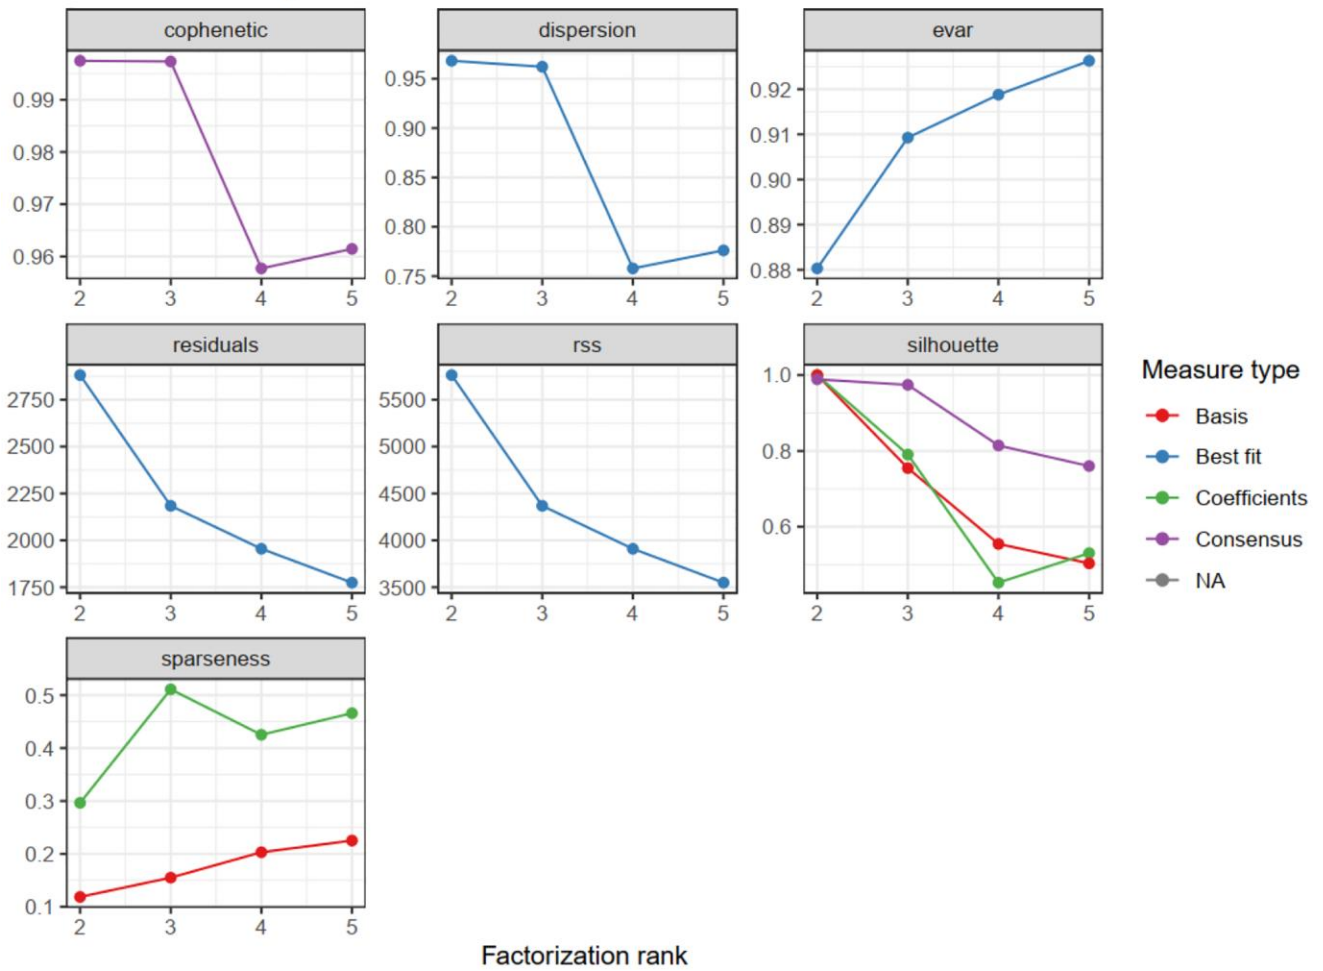 cophenetic
0.99
0.98
0.97
0.96
2 3 4 5
dispersion
0.95
0.90
0.85
0.80
0.75
2 3 4 5
evar
0.92
0.91
0.90
0.89
0.88
2 3 4 5
residuals
2750
2500
2250
2000
1750
2 3 4 5
rss
5500
5000
4500
4000
3500
2 3 4 5
silhouette
1.0
0.8
0.6
2 3 4 5
Measure type
Basis
Best fit
Coefficients
Consensus
NA
sparseness
0.5
0.4
0.3
0.2
0.1
2 3 4 5
Factorization rank